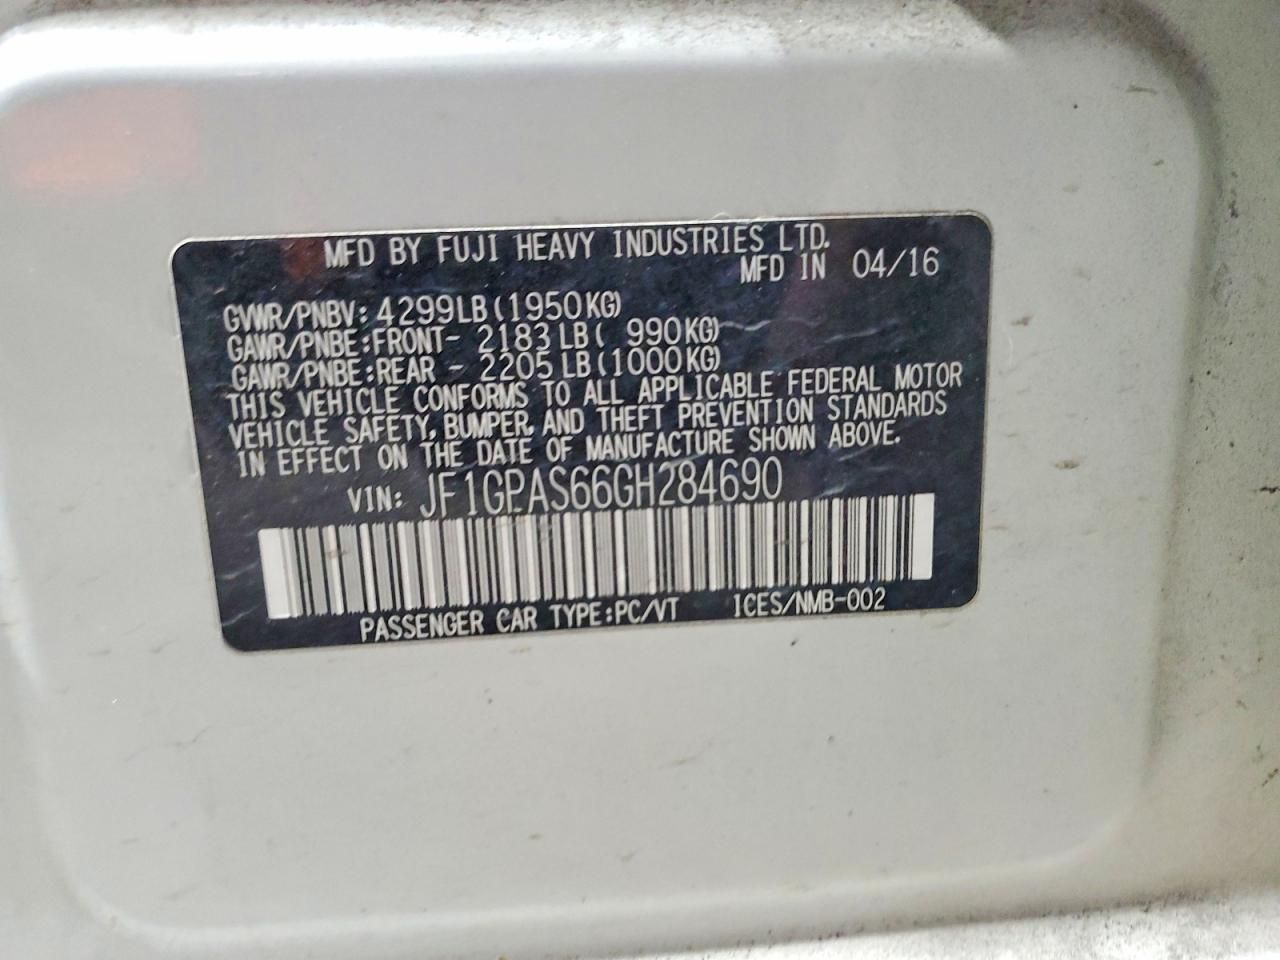 MFD BY FUJI HEAVY INDUSTRIES LTD.
MFD IN 04/16
GVWR/PNBV: 4299LB(1950KG)
GAWR/PNBE:FRONT- 2183LB( 990KG)
GAWR/PNBE:REAR - 2205LB(1000KG)
THIS VEHICLE CONFORMS TO ALL APPLICABLE FEDERAL MOTOR
VEHICLE SAFETY, BUMPER, AND THEFT PREVENTION STANDARDS
IN EFFECT ON THE DATE OF MANUFACTURE SHOWN ABOVE.
VIN: JF1GPAS66GH284690
PASSENGER CAR TYPE:PC/VT ICES/NMB-002